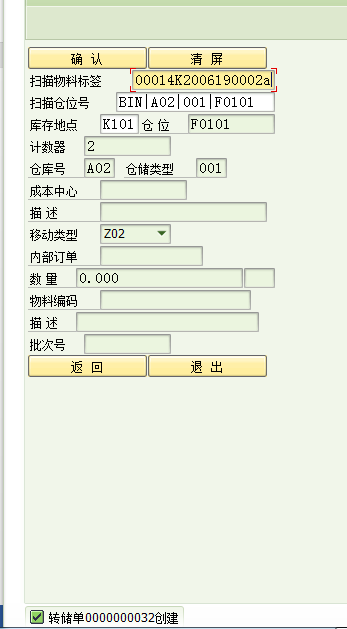 确 认 清 屏
扫描物料标签 00014K2006190002a
扫描仓位号 BIN|A02|001|F0101
库存地点 K101 仓 位 F0101
计数器 2
仓库号 A02 仓储类型 001
成本中心
描 述
移动类型 Z02
内部订单
数 量 0.000
物料编码
描 述
批次号
返 回 退 出
转储单0000000032创建